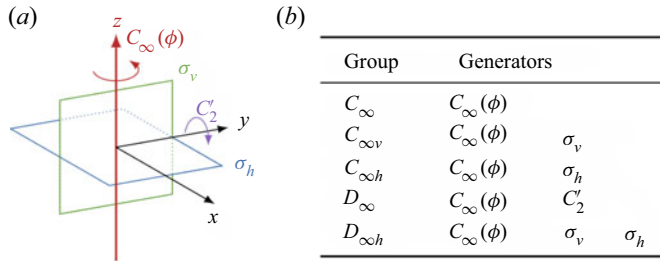 (a)
z
C∞(ϕ)
σv
C′2
y
σh
x
(b)
Group Generators
C∞ C∞(ϕ)
C∞v C∞(ϕ) σv
C∞h C∞(ϕ) σh
D∞ C∞(ϕ) C′2
D∞h C∞(ϕ) σv σh